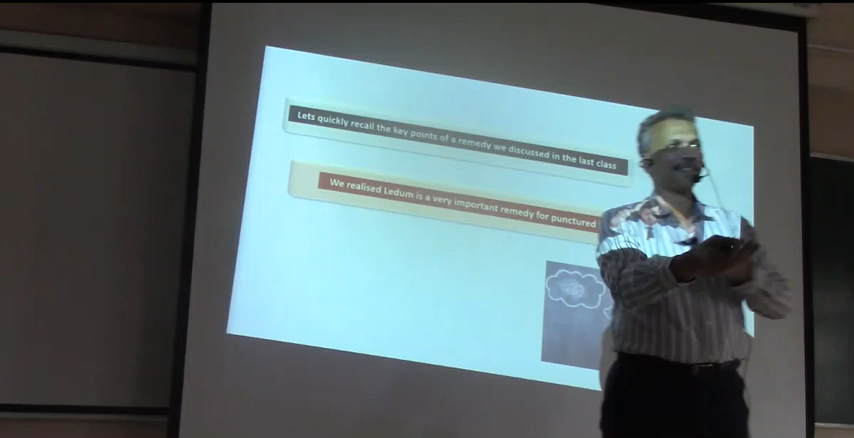 Lets quickly recall the key points of a remedy we discussed in the last class
We realised Ledum is a very important remedy for punctured